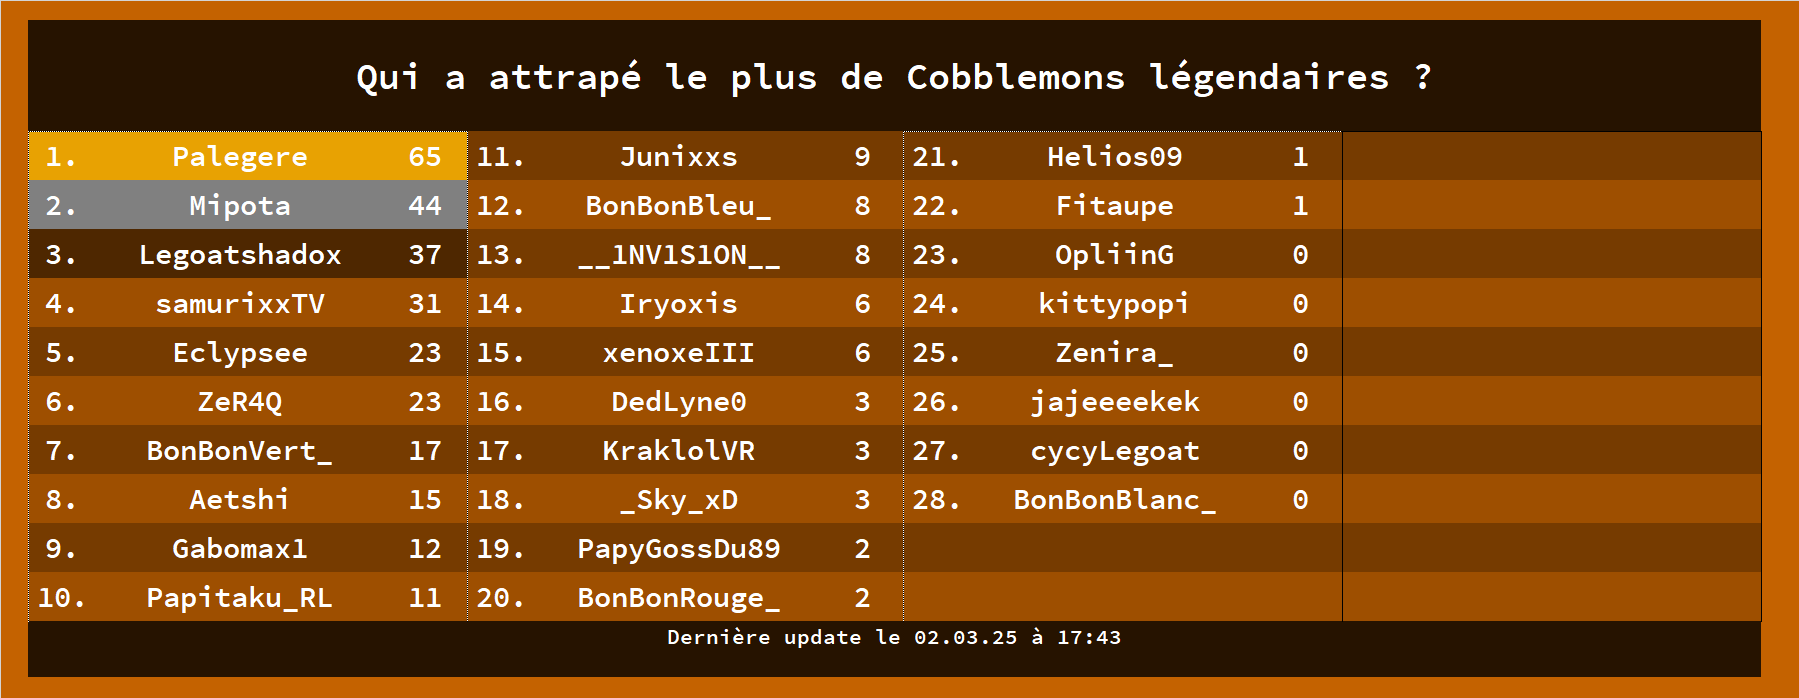 Qui a attrapé le plus de Cobblemons légendaires ?
1. Palegere 65
2. Mipota 44
3. Legoatshadox 37
4. samurixxTV 31
5. Eclypsee 23
6. ZeR4Q 23
7. BonBonVert_ 17
8. Aetshi 15
9. Gabomax1 12
10. Papitaku_RL 11
11. Junixxs 9
12. BonBonBleu_ 8
13. __1NV1S1ON__ 8
14. Iryoxis 6
15. xenoxeIII 6
16. DedLyne0 3
17. KraklolVR 3
18. _Sky_xD 3
19. PapyGossDu89 2
20. BonBonRouge_ 2
21. Helios09 1
22. Fitaupe 1
23. OpliinG 0
24. kittypopi 0
25. Zenira_ 0
26. jajeeeekek 0
27. cycyLegoat 0
28. BonBonBlanc_ 0
Dernière update le 02.03.25 à 17:43